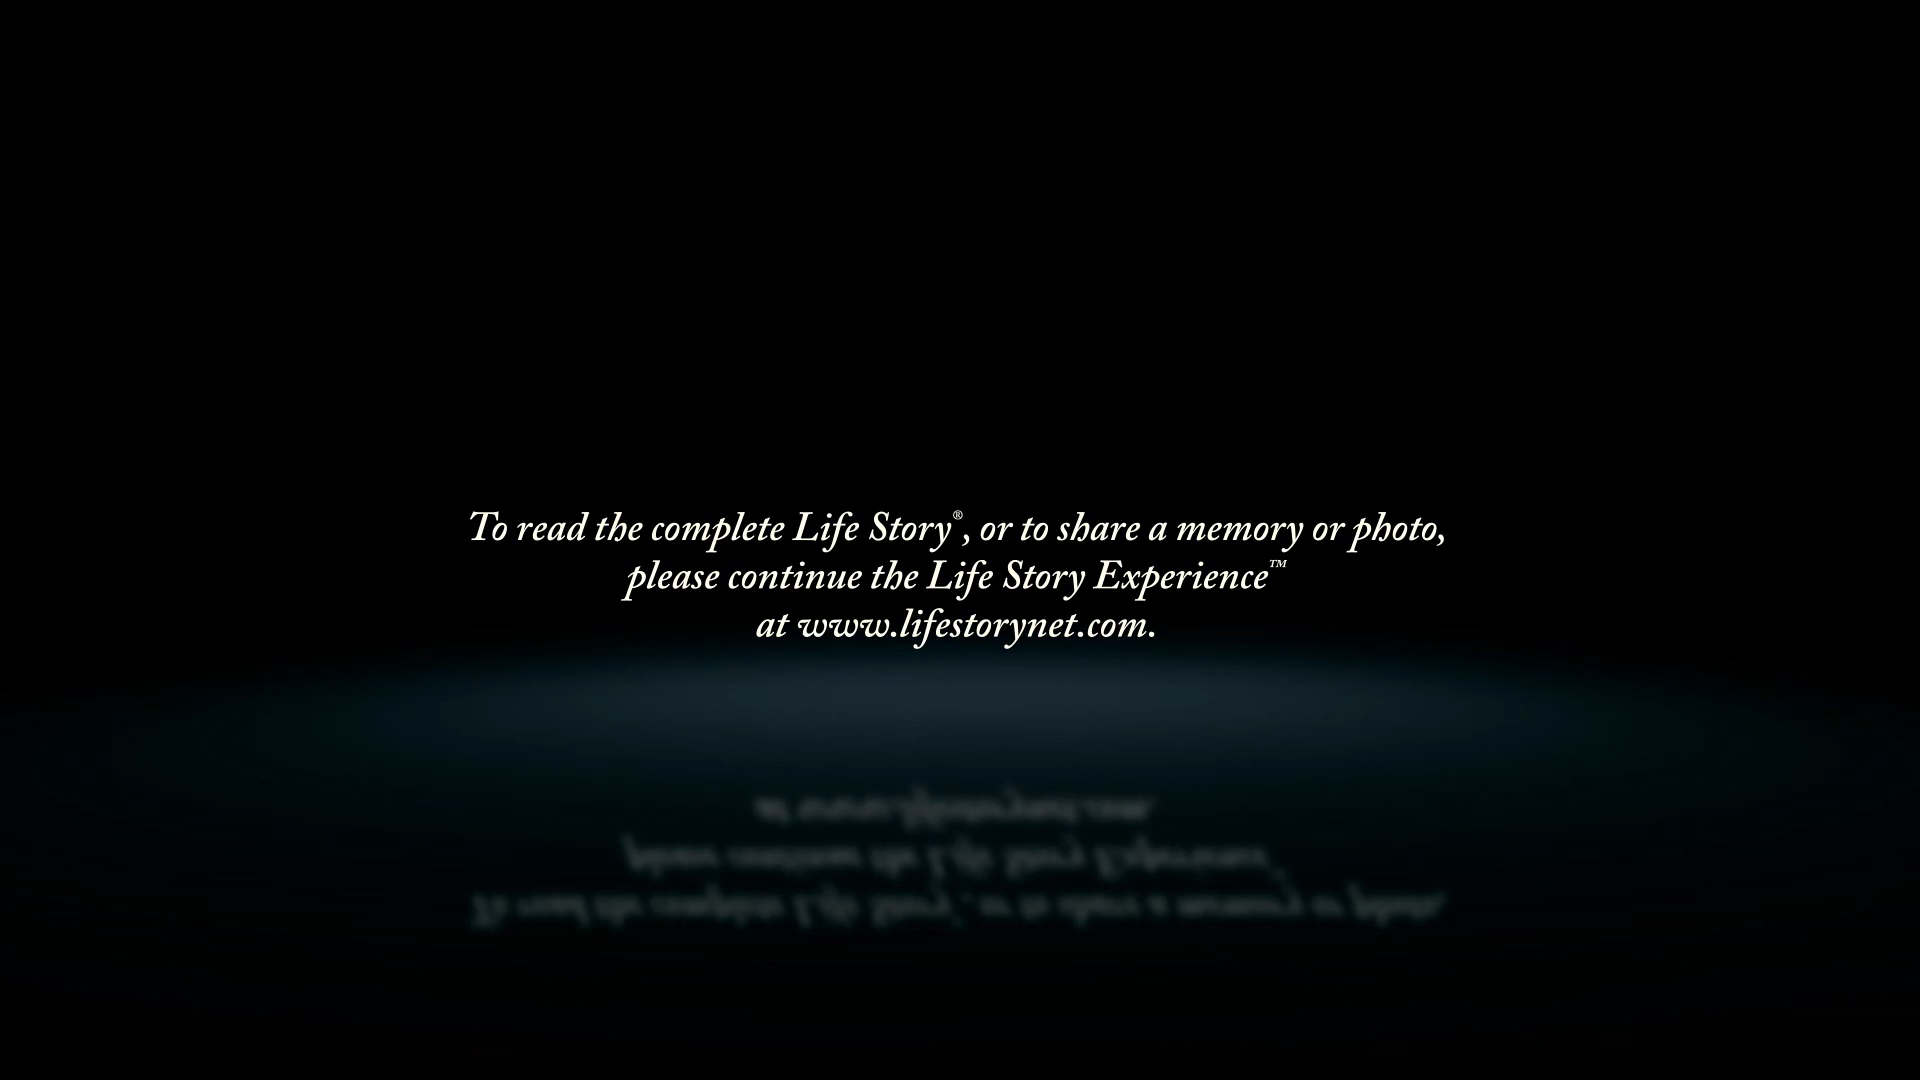 To read the complete Life Story®, or to share a memory or photo,
please continue the Life Story Experience™
at www.lifestorynet.com.